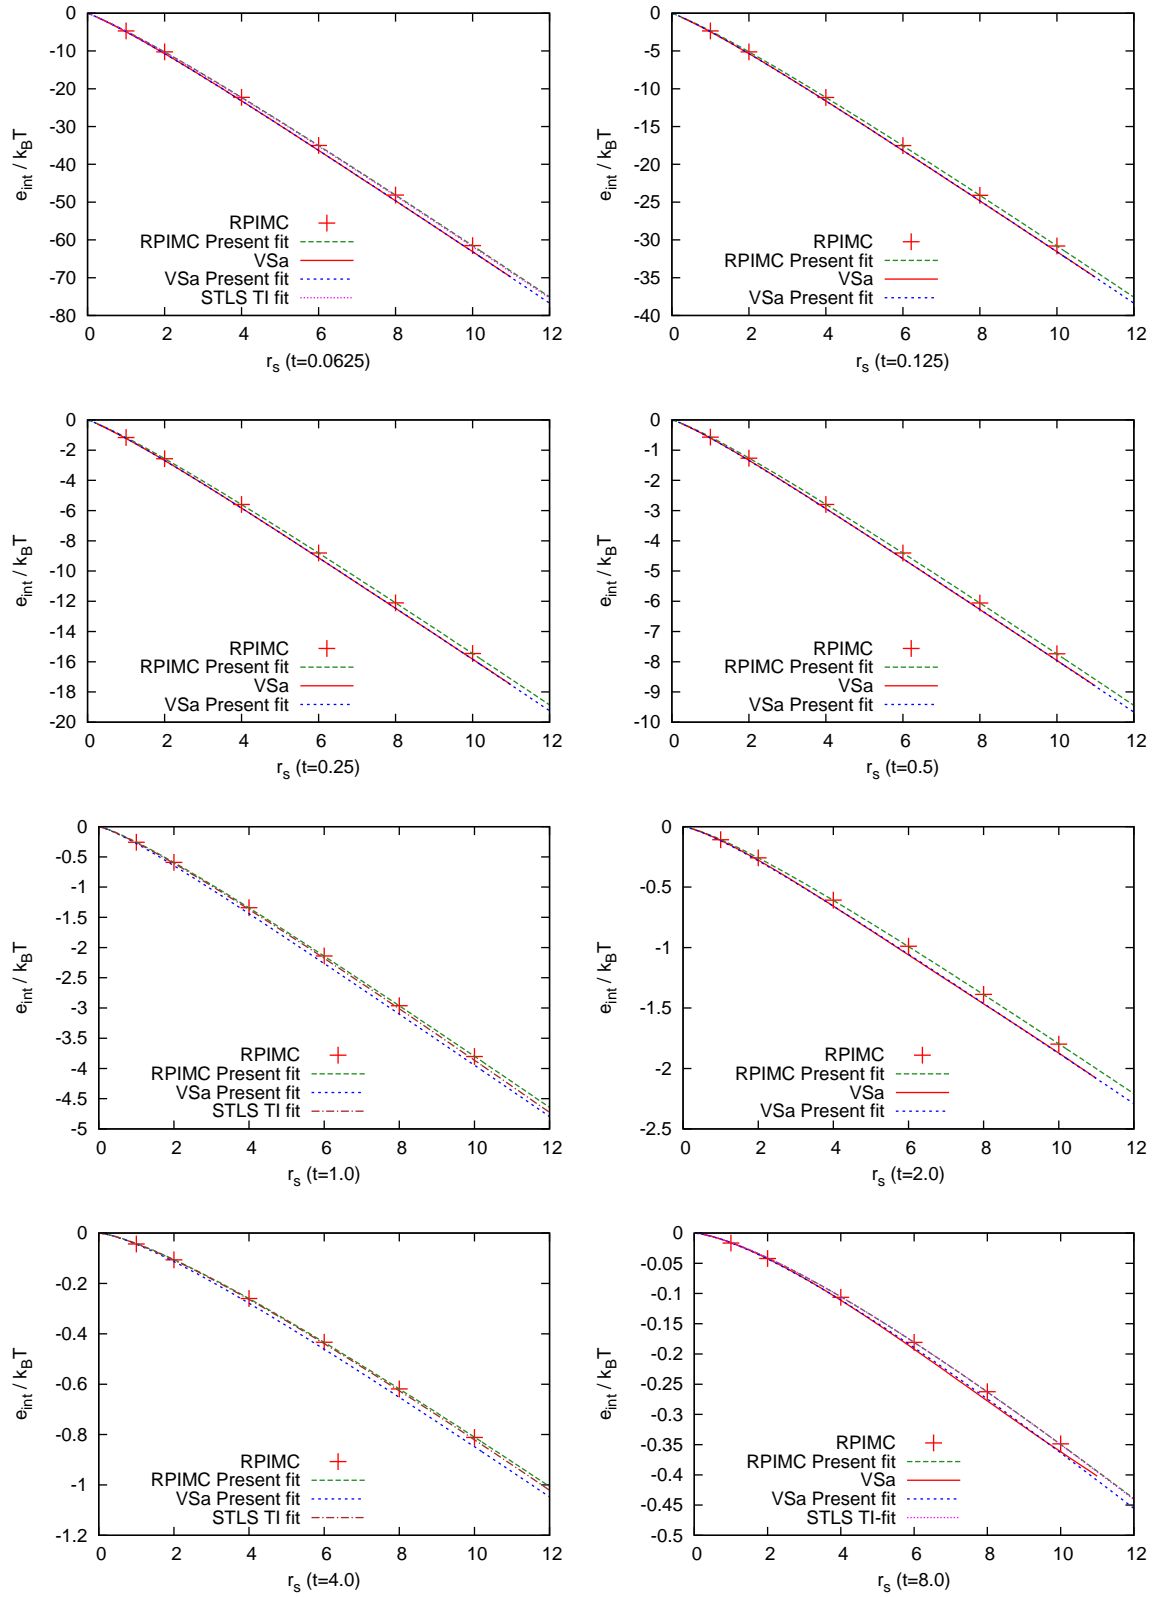 0
-10
-20
-30
-40
-50
-60
-70
-80
e_int / k_BT
RPIMC
RPIMC Present fit
VSa
VSa Present fit
STLS TI fit
0 2 4 6 8 10 12
r_s (t=0.0625)
0
-5
-10
-15
-20
-25
-30
-35
-40
e_int / k_BT
RPIMC
RPIMC Present fit
VSa
VSa Present fit
0 2 4 6 8 10 12
r_s (t=0.125)
0
-2
-4
-6
-8
-10
-12
-14
-16
-18
-20
e_int / k_BT
RPIMC
RPIMC Present fit
VSa
VSa Present fit
0 2 4 6 8 10 12
r_s (t=0.25)
0
-1
-2
-3
-4
-5
-6
-7
-8
-9
-10
e_int / k_BT
RPIMC
RPIMC Present fit
VSa
VSa Present fit
0 2 4 6 8 10 12
r_s (t=0.5)
0
-0.5
-1
-1.5
-2
-2.5
-3
-3.5
-4
-4.5
-5
e_int / k_BT
RPIMC
RPIMC Present fit
VSa Present fit
STLS TI fit
0 2 4 6 8 10 12
r_s (t=1.0)
0
-0.5
-1
-1.5
-2
-2.5
e_int / k_BT
RPIMC
RPIMC Present fit
VSa
VSa Present fit
0 2 4 6 8 10 12
r_s (t=2.0)
0
-0.2
-0.4
-0.6
-0.8
-1
-1.2
e_int / k_BT
RPIMC
RPIMC Present fit
VSa Present fit
STLS TI fit
0 2 4 6 8 10 12
r_s (t=4.0)
0
-0.05
-0.1
-0.15
-0.2
-0.25
-0.3
-0.35
-0.4
-0.45
-0.5
e_int / k_BT
RPIMC
RPIMC Present fit
VSa
VSa Present fit
STLS TI-fit
0 2 4 6 8 10 12
r_s (t=8.0)